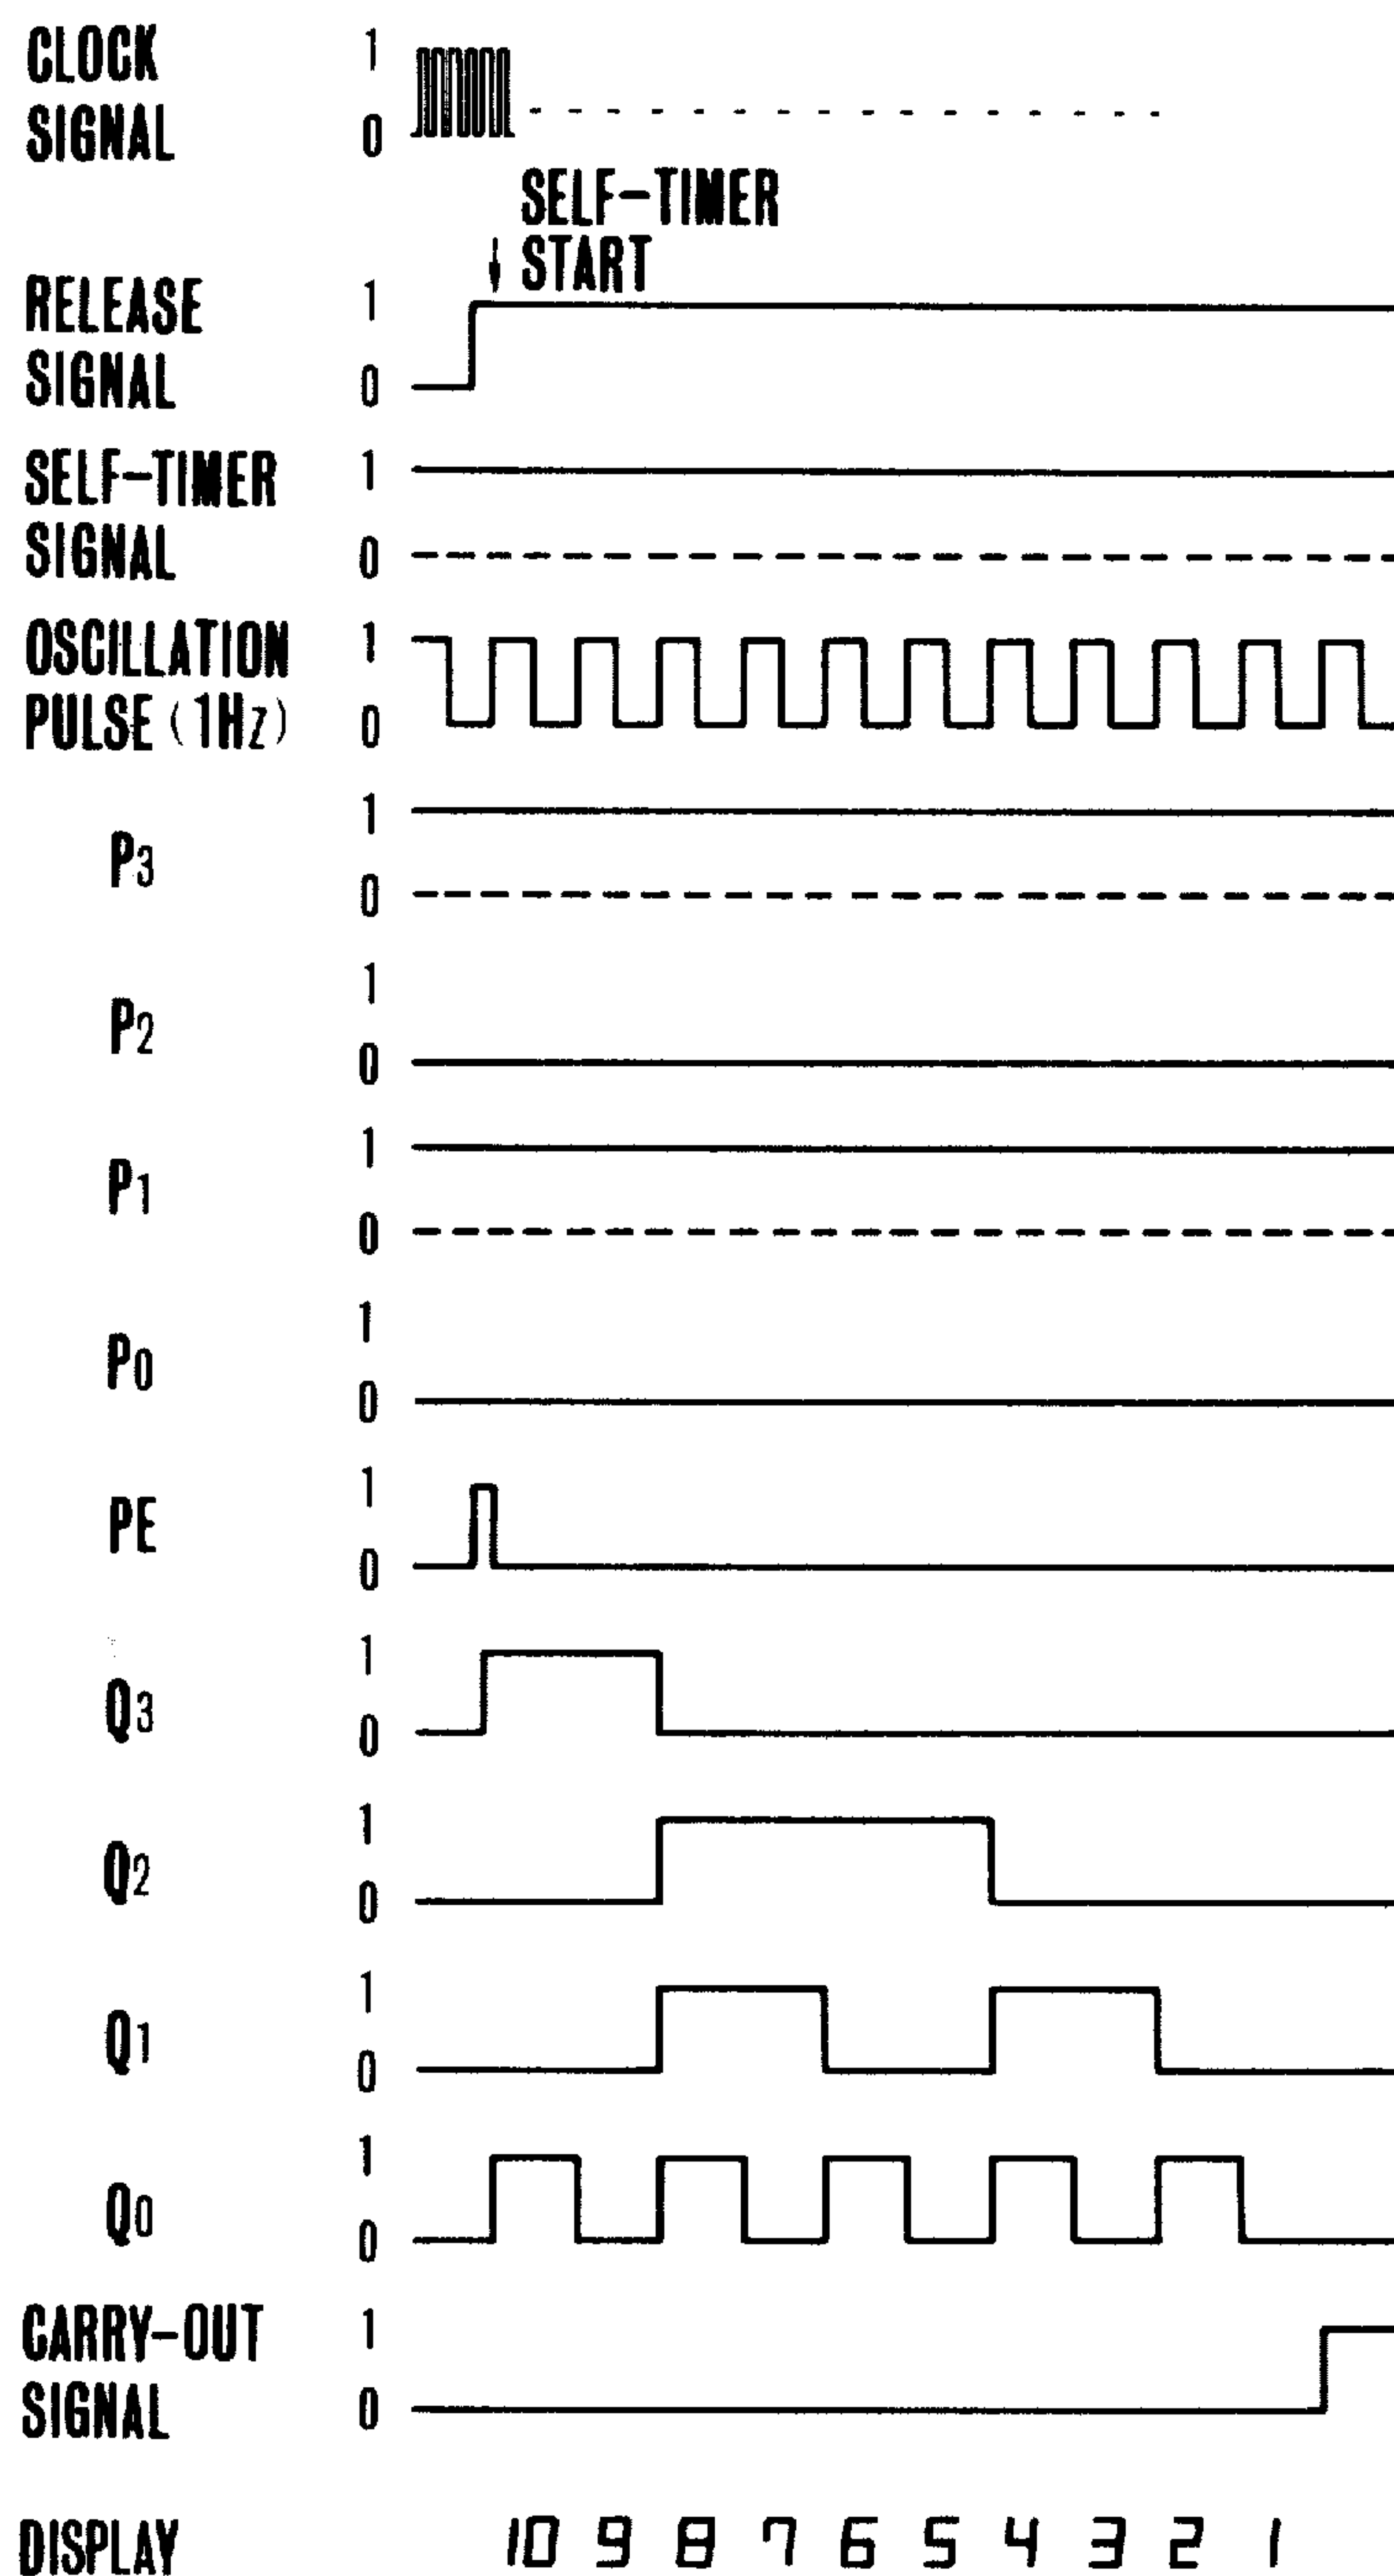 CLOCK 1
SIGNAL 0
SELF-TIMER
START
RELEASE 1
SIGNAL 0
SELF-TIMER 1
SIGNAL 0
OSCILLATION 1
PULSE (1Hz) 0
1
P3
0
1
P2
0
1
P1
0
1
P0
0
1
PE
0
1
Q3
0
1
Q2
0
1
Q1
0
1
Q0
0
CARRY-OUT 1
SIGNAL 0
DISPLAY 10 9 8 7 6 5 4 3 2 1